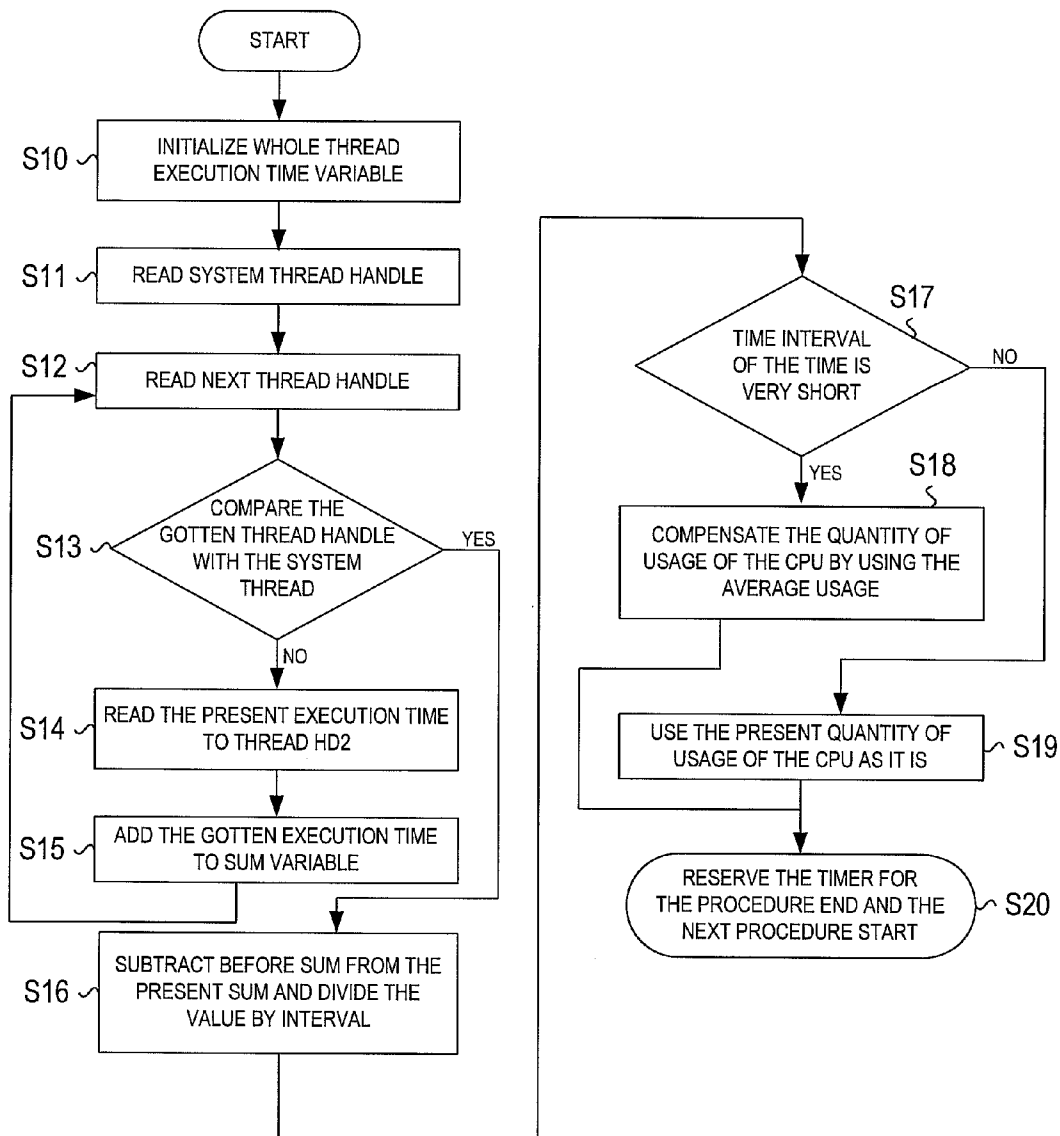 START
S10
INITIALIZE WHOLE THREAD
EXECUTION TIME VARIABLE
S11
READ SYSTEM THREAD HANDLE
S12
READ NEXT THREAD HANDLE
S13
COMPARE THE
GOTTEN THREAD HANDLE
WITH THE SYSTEM
THREAD
YES
NO
S14
READ THE PRESENT EXECUTION TIME
TO THREAD HD2
S15
ADD THE GOTTEN EXECUTION TIME
TO SUM VARIABLE
S16
SUBTRACT BEFORE SUM FROM THE
PRESENT SUM AND DIVIDE THE
VALUE BY INTERVAL
S17
TIME INTERVAL
OF THE TIME IS
VERY SHORT
NO
YES
S18
COMPENSATE THE QUANTITY OF
USAGE OF THE CPU BY USING THE
AVERAGE USAGE
USE THE PRESENT QUANTITY OF
USAGE OF THE CPU AS IT IS
S19
RESERVE THE TIMER FOR
THE PROCEDURE END AND THE
NEXT PROCEDURE START
S20